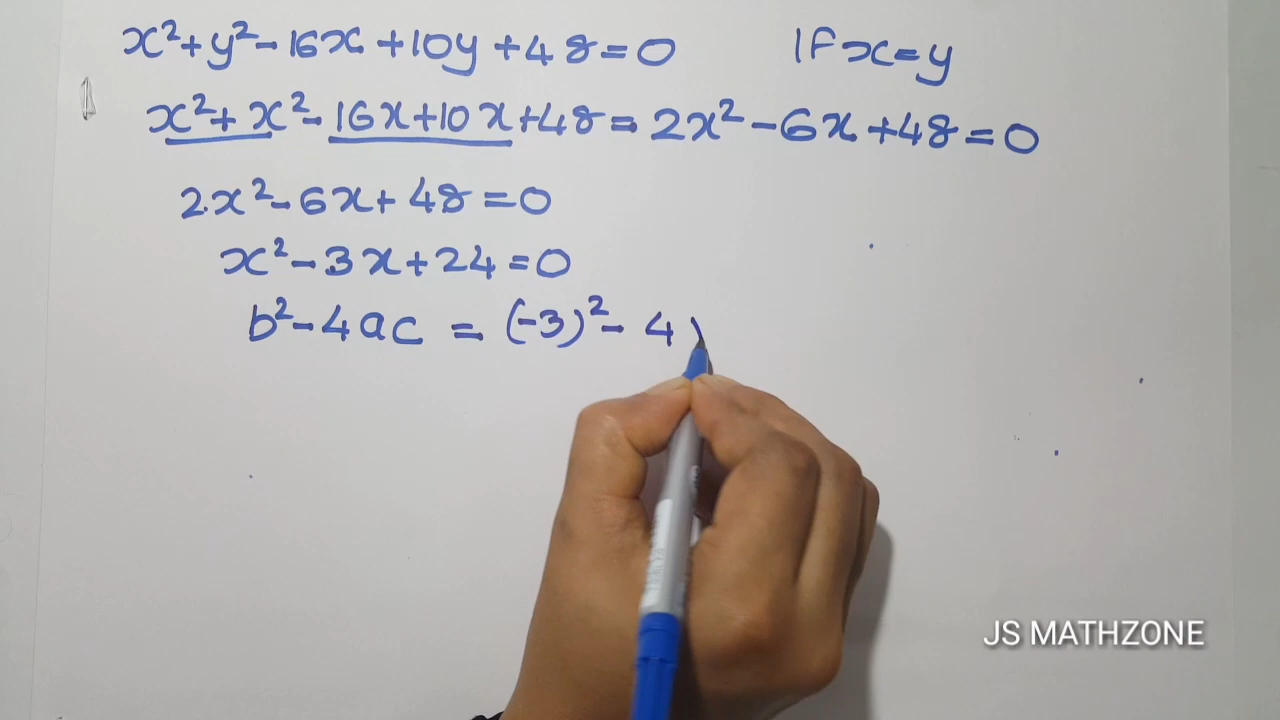 x²+y²-16x+10y+48=0 If x=y
x²+x²-16x+10x+48=2x²-6x+48=0
2x²-6x+48=0
x²-3x+24=0
b²-4ac = (-3)²-4
JS MATHZONE